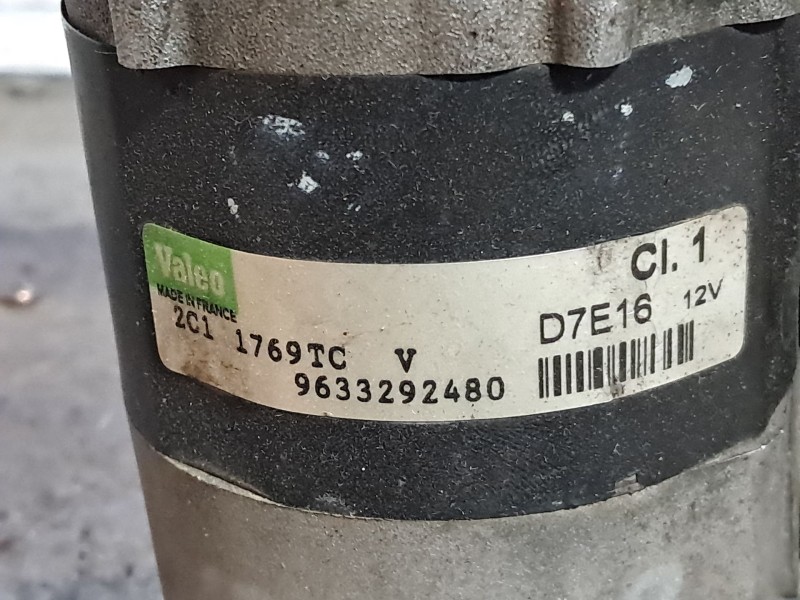 Valeo
MADE IN FRANCE
Cl. 1
2C1 1769TC V
D7E16 12V
9633292480